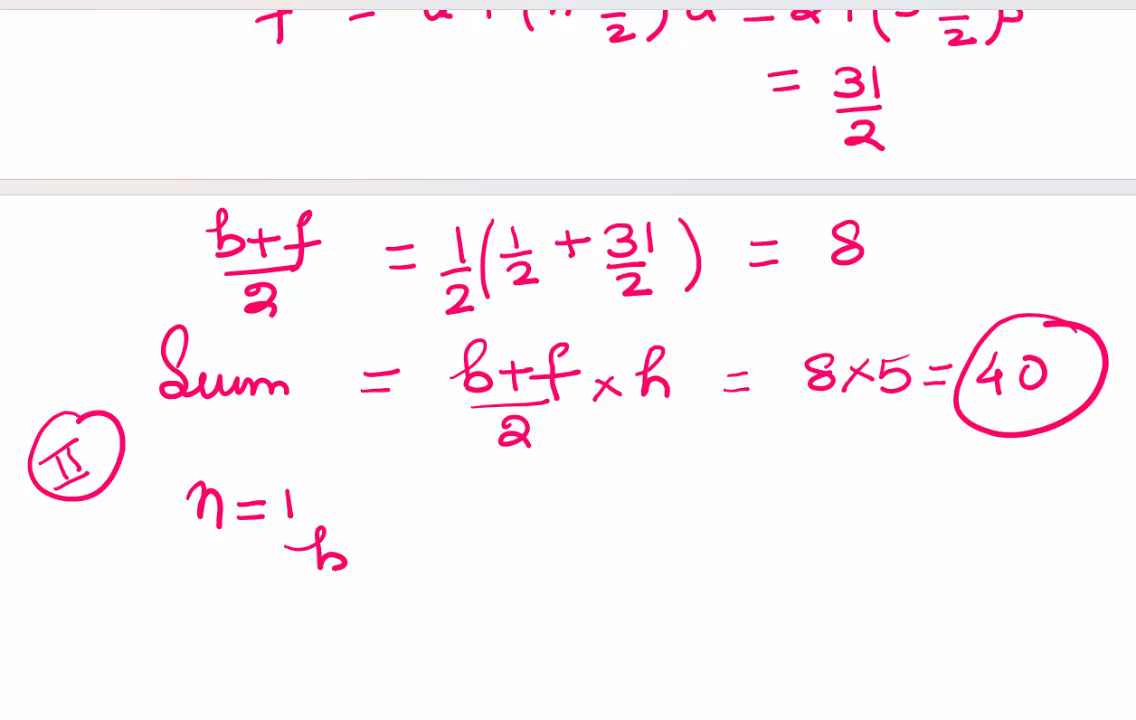 = 31/2
b+f/2 = 1/2(1/2 + 31/2) = 8
Sum = b+f/2 × h = 8×5 = 40
II
n = 1
b